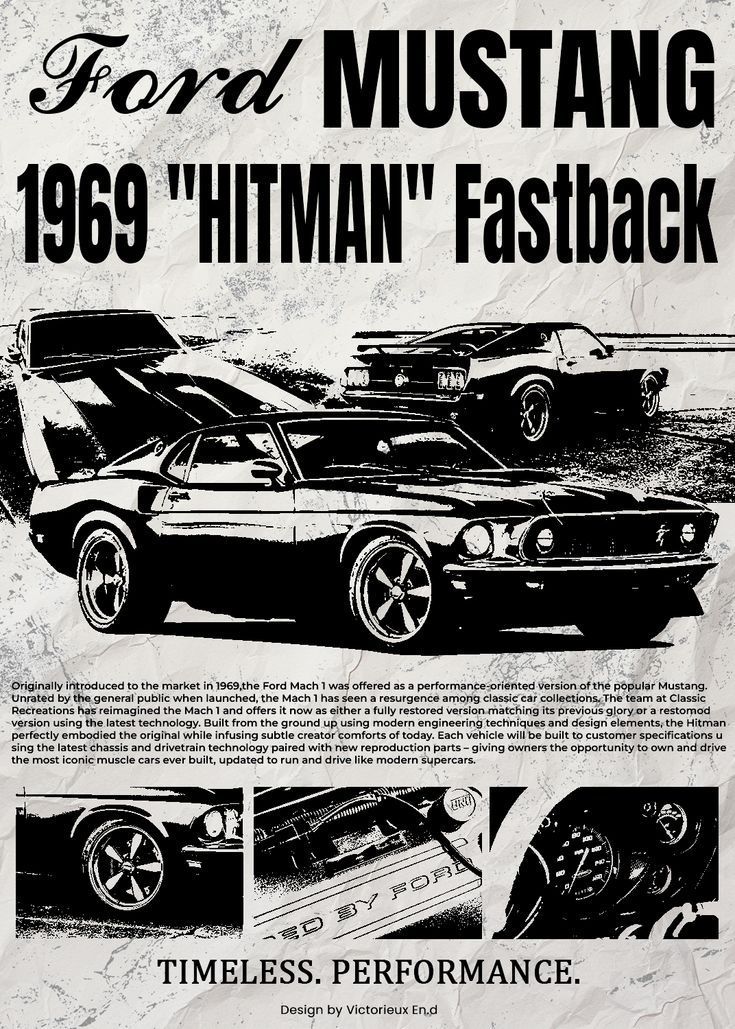 Ford MUSTANG
1969 "HITMAN" Fastback
Originally introduced to the market in 1969,the Ford Mach 1 was offered as a performance-oriented version of the popular Mustang.
Unrated by the general public when launched, the Mach 1 has seen a resurgence among classic car collections. The team at Classic
Recreations has reimagined the Mach 1 and offers it now as either a fully restored version matching its previous glory or a restomod
version using the latest technology. Built from the ground up using modern engineering techniques and design elements, the Hitman
perfectly embodied the original while infusing subtle creator comforts of today. Each vehicle will be built to customer specifications u
sing the latest chassis and drivetrain technology paired with new reproduction parts – giving owners the opportunity to own and drive
the most iconic muscle cars ever built, updated to run and drive like modern supercars.
ED BY FORD
TIMELESS. PERFORMANCE.
Design by Victorieux En.d